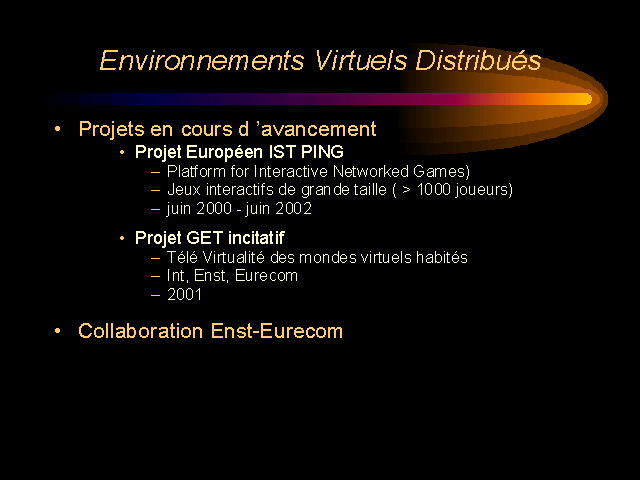 Environnements Virtuels Distribués
• Projets en cours d ’avancement
• Projet Européen IST PING
– Platform for Interactive Networked Games)
– Jeux interactifs de grande taille ( > 1000 joueurs)
– juin 2000 - juin 2002
• Projet GET incitatif
– Télé Virtualité des mondes virtuels habités
– Int, Enst, Eurecom
– 2001
• Collaboration Enst-Eurecom